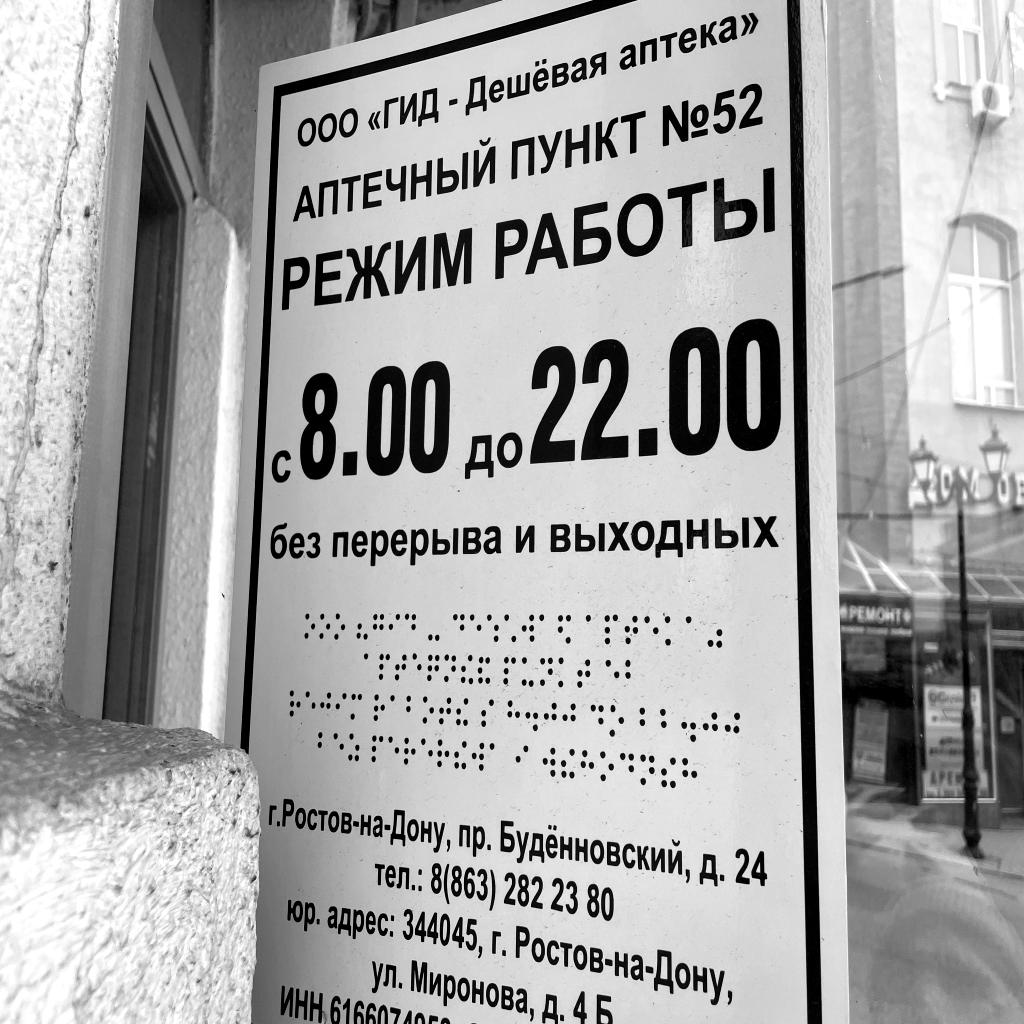 ООО «ГИД - Дешёвая аптека»
АПТЕЧНЫЙ ПУНКТ №52
РЕЖИМ РАБОТЫ
с 8.00 до 22.00
без перерыва и выходных
г.Ростов-на-Дону, пр. Будённовский, д. 24
тел.: 8(863) 282 23 80
юр. адрес: 344045, г. Ростов-на-Дону,
ул. Миронова, д. 4 Б
ИНН
РЕМОНТ